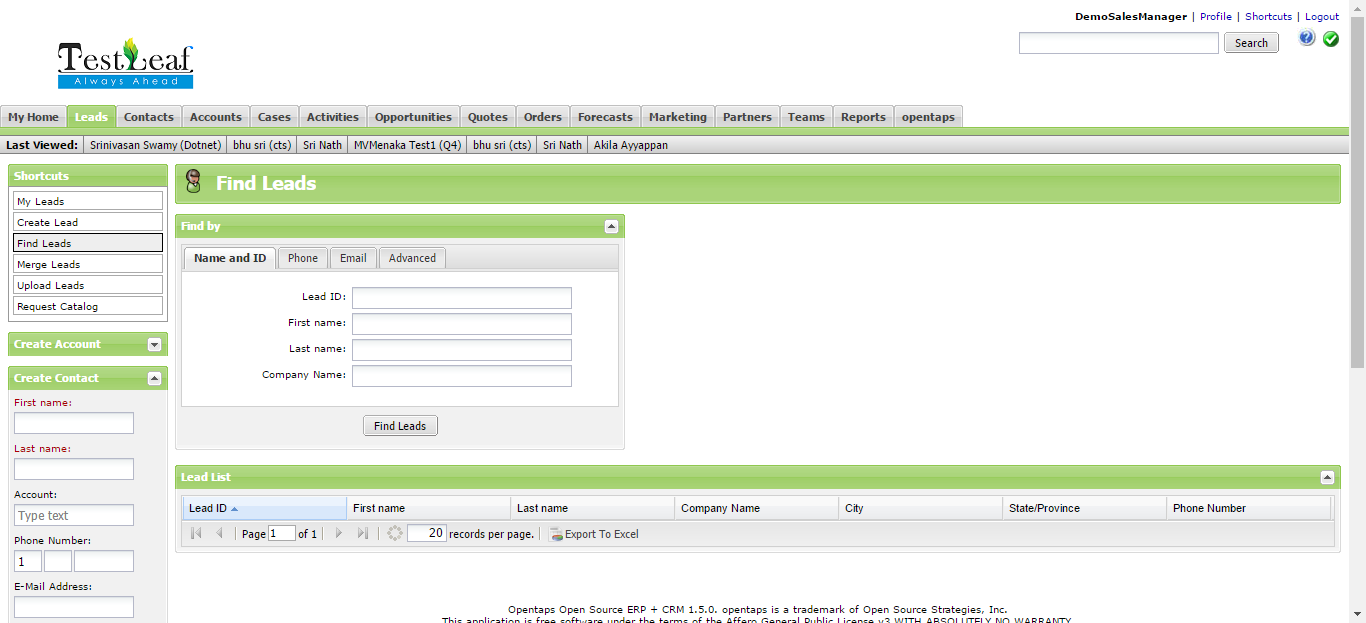 DemoSalesManager | Profile | Shortcuts | Logout
Search
TestLeaf
Always Ahead
My Home Leads Contacts Accounts Cases Activities Opportunities Quotes Orders Forecasts Marketing Partners Teams Reports opentaps
Last Viewed: Srinivasan Swamy (Dotnet) bhu sri (cts) Sri Nath MVMenaka Test1 (Q4) bhu sri (cts) Sri Nath Akila Ayyappan
Shortcuts
My Leads
Create Lead
Find Leads
Merge Leads
Upload Leads
Request Catalog
Create Account
Create Contact
First name:
Last name:
Account:
Type text
Phone Number:
1
E-Mail Address:
Find Leads
Find by
Name and ID Phone Email Advanced
Lead ID:
First name:
Last name:
Company Name:
Find Leads
Lead List
Lead ID First name Last name Company Name City State/Province Phone Number
Page 1 of 1 20 records per page. Export To Excel
Opentaps Open Source ERP + CRM 1.5.0. opentaps is a trademark of Open Source Strategies, Inc.
This application is free software under the terms of the Affero General Public License v3 WITH ABSOLUTELY NO WARRANTY